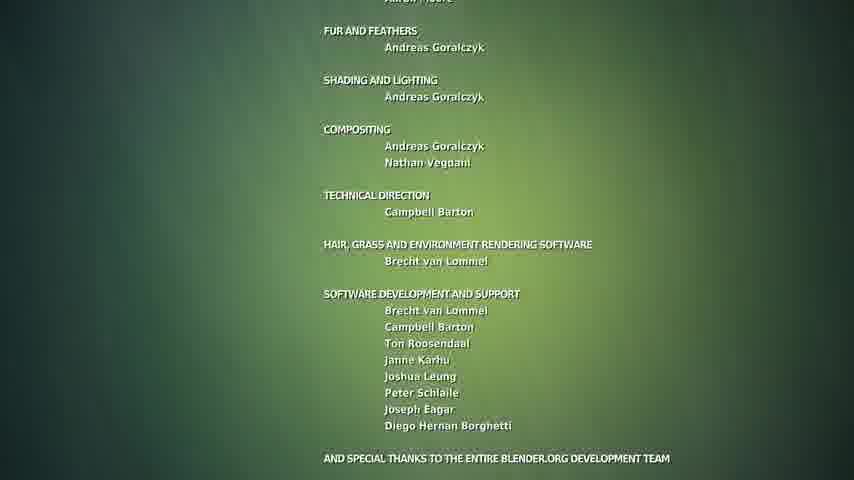 FUR AND FEATHERS
Andreas Goralczyk
SHADING AND LIGHTING
Andreas Goralczyk
COMPOSITING
Andreas Goralczyk
Nathan Vegdahl
TECHNICAL DIRECTION
Campbell Barton
HAIR, GRASS AND ENVIRONMENT RENDERING SOFTWARE
Brecht van Lommel
SOFTWARE DEVELOPMENT AND SUPPORT
Brecht van Lommel
Campbell Barton
Ton Roosendaal
Janne Karhu
Joshua Leung
Peter Schlaile
Joseph Eagar
Diego Hernan Borghetti
AND SPECIAL THANKS TO THE ENTIRE BLENDER.ORG DEVELOPMENT TEAM